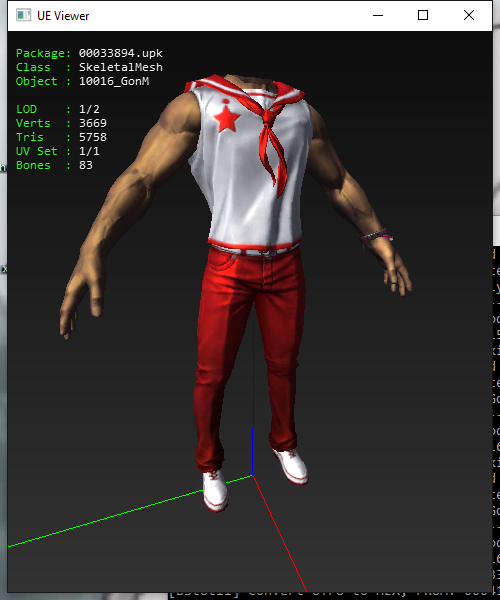 UE Viewer
Package: 00033894.upk
Class : SkeletalMesh
Object : 10016_GonM
LOD : 1/2
Verts : 3669
Tris : 5758
UV Set : 1/1
Bones : 83